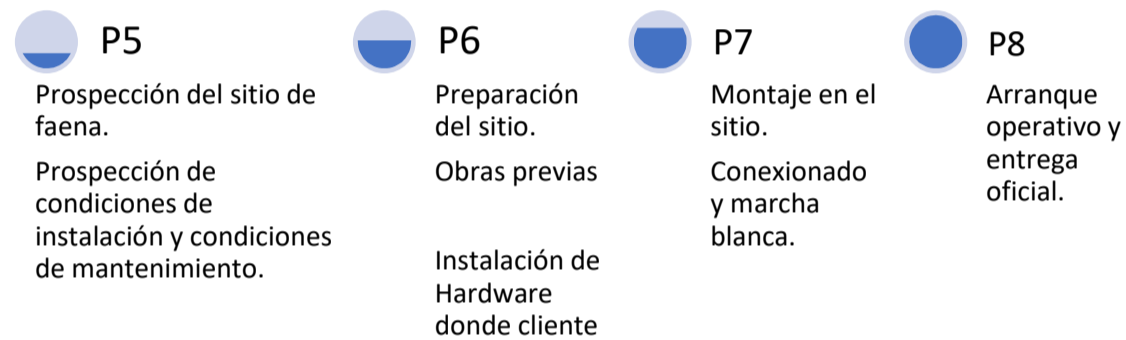 P5
Prospección del sitio de
faena.
Prospección de
condiciones de
instalación y condiciones
de mantenimiento.
P6
Preparación
del sitio.
Obras previas
Instalación de
Hardware
donde cliente
P7
Montaje en el
sitio.
Conexionado
y marcha
blanca.
P8
Arranque
operativo y
entrega
oficial.